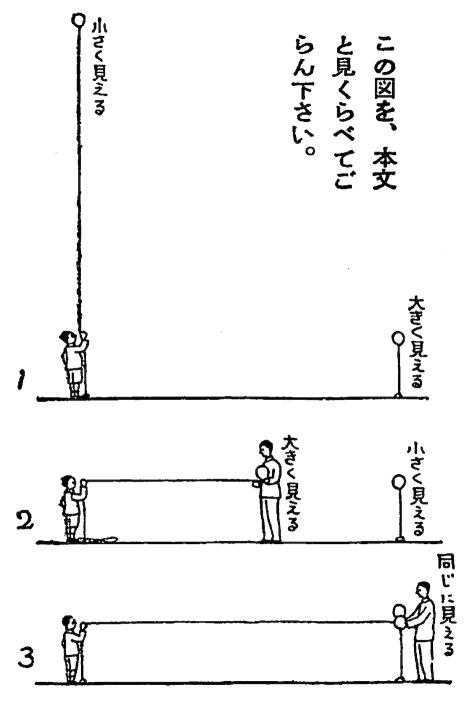 この図を、本文
と見くらべてご
らん下さい。
小さく見える
大きく見える
1
大きく見える
小さく見える
2
同じに見える
3